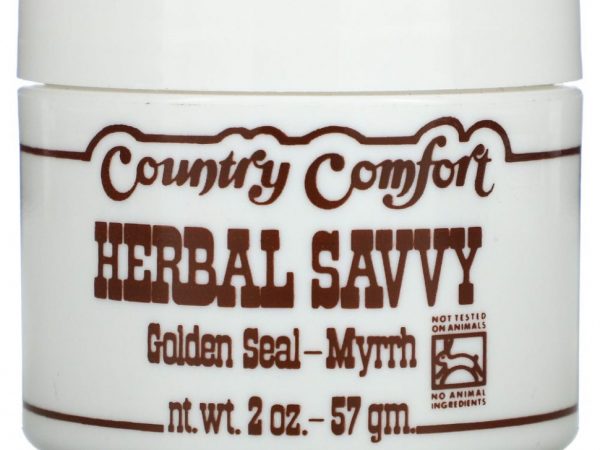 Country Comfort
HERBAL SAVVY
Golden Seal-Myrrh
NOT TESTED
ON ANIMALS
NO ANIMAL
INGREDIENTS
nt. wt. 2 oz.-57 gm.